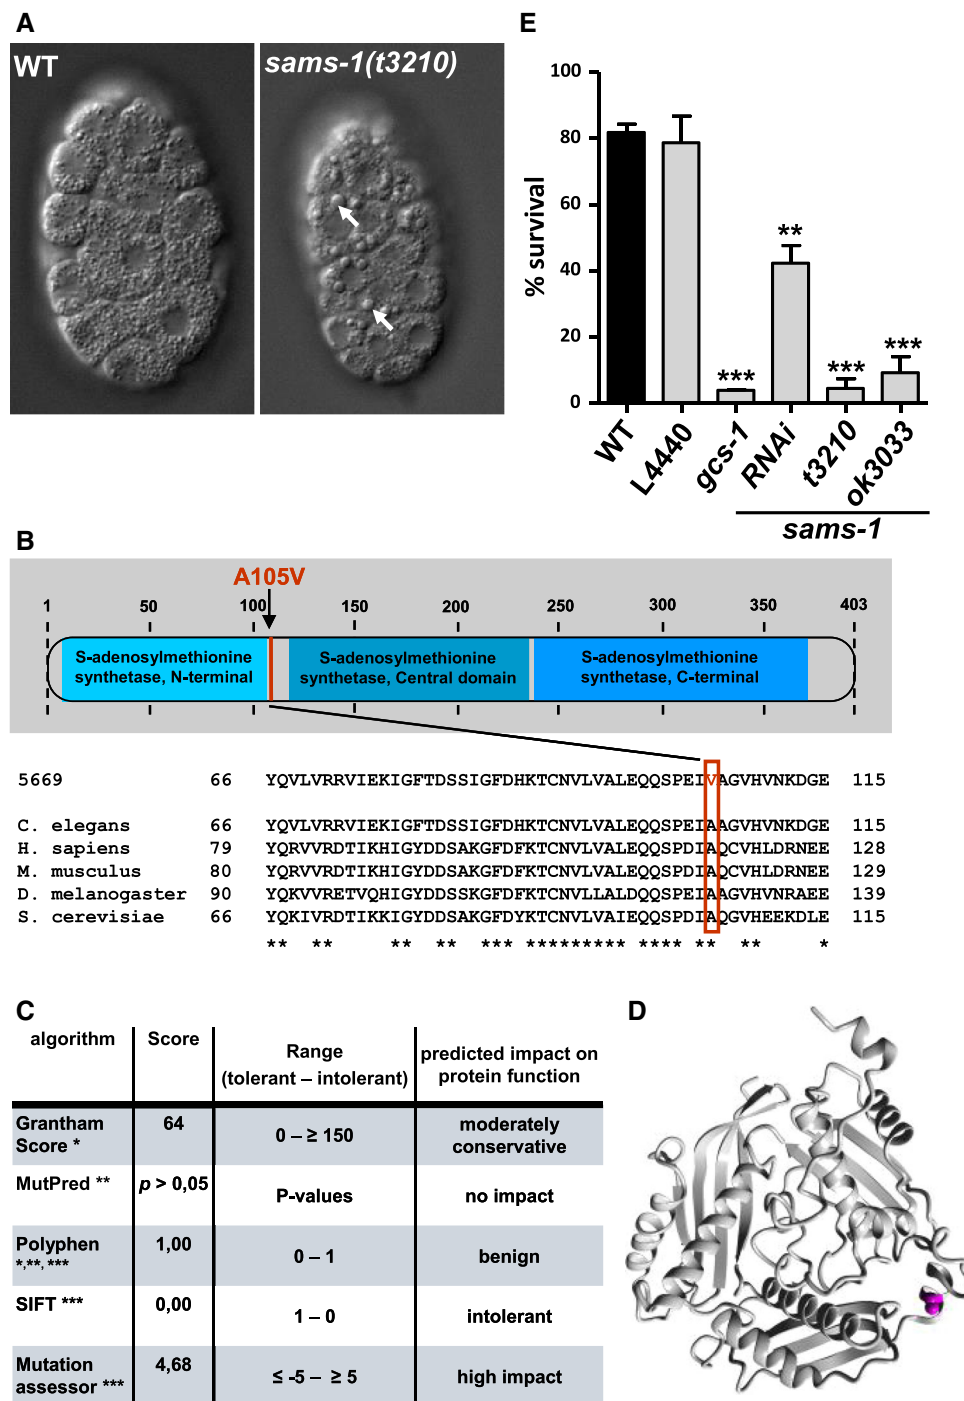 A
WT
sams-1(t3210)
E
100
80
60
40
20
0
% survival
***
**
***
***
WT
L4440
gcs-1
RNAi
t3210
ok3033
sams-1
B
A105V
1 50 100 150 200 250 300 350 403
S-adenosylmethionine
synthetase, N-terminal
S-adenosylmethionine
synthetase, Central domain
S-adenosylmethionine
synthetase, C-terminal
5669 66 YQVLVRRVIEKIGFTDSSIGFDHKTCNVLVALEQQSPEIVAGVHVNKDGE 115
C. elegans 66 YQVLVRRVIEKIGFTDSSIGFDHKTCNVLVALEQQSPEIAAGVHVNKDGE 115
H. sapiens 79 YQRVVRDTIKHIGYDDSAKGFDFKTCNVLVALEQQSPDIAQCVHLDRNEE 128
M. musculus 80 YQRVVRDTIKHIGYDDSAKGFDFKTCNVLVALEQQSPDIAQCVHLDRNEE 129
D. melanogaster 90 YQKVVRETVQHIGYDDSSKGFDWKTCNVLLALDQQSPEIAAGVHVNRAEE 139
S. cerevisiae 66 YQKIVRDTIKKIGYDDSAKGFDYKTCNVLVAIEQQSPDIAQGVHEEKDLE 115
** ** ** ** *** ********* **** ** ** *
C
algorithm Score Range
(tolerant – intolerant) predicted impact on
protein function
Grantham
Score * 64 0 – ≥ 150 moderately
conservative
MutPred ** p > 0,05 P-values no impact
Polyphen
*,**, *** 1,00 0 – 1 benign
SIFT *** 0,00 1 – 0 intolerant
Mutation
assessor *** 4,68 ≤ -5 – ≥ 5 high impact
D